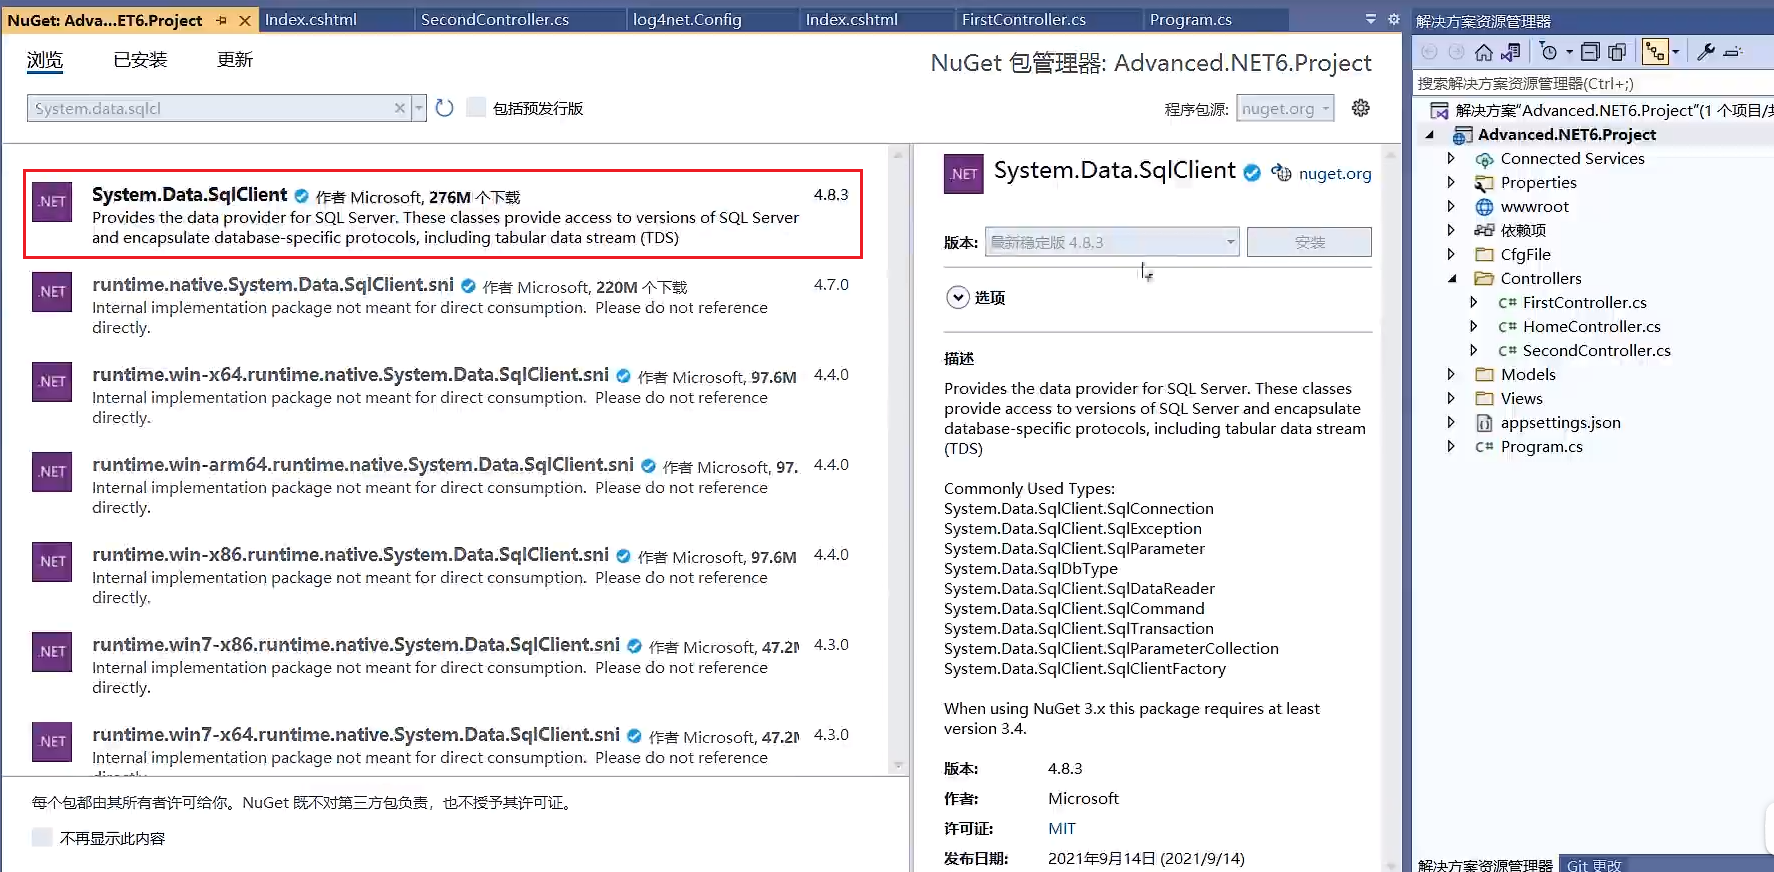 NuGet: Adva...ET6.Project
Index.cshtml
SecondController.cs
log4net.Config
Index.cshtml
FirstController.cs
Program.cs
浏览
已安装
更新
NuGet 包管理器: Advanced.NET6.Project
System.data.sqlcl
包括预发行版
程序包源:
nuget.org
.NET
System.Data.SqlClient
作者 Microsoft, 276M 个下载
4.8.3
Provides the data provider for SQL Server. These classes provide access to versions of SQL Server
and encapsulate database-specific protocols, including tabular data stream (TDS)
.NET
runtime.native.System.Data.SqlClient.sni
作者 Microsoft, 220M 个下载
4.7.0
Internal implementation package not meant for direct consumption.  Please do not reference
directly.
.NET
runtime.win-x64.runtime.native.System.Data.SqlClient.sni
作者 Microsoft, 97.6M
4.4.0
Internal implementation package not meant for direct consumption.  Please do not reference
directly.
.NET
runtime.win-arm64.runtime.native.System.Data.SqlClient.sni
作者 Microsoft, 97.
4.4.0
Internal implementation package not meant for direct consumption.  Please do not reference
directly.
.NET
runtime.win-x86.runtime.native.System.Data.SqlClient.sni
作者 Microsoft, 97.6M
4.4.0
Internal implementation package not meant for direct consumption.  Please do not reference
directly.
.NET
runtime.win7-x86.runtime.native.System.Data.SqlClient.sni
作者 Microsoft, 47.2M
4.3.0
Internal implementation package not meant for direct consumption.  Please do not reference
directly.
.NET
runtime.win7-x64.runtime.native.System.Data.SqlClient.sni
作者 Microsoft, 47.2M
4.3.0
Internal implementation package not meant for direct consumption.  Please do not reference
每个包都由其所有者许可给你。NuGet 既不对第三方包负责，也不授予其许可证。
不再显示此内容
.NET
System.Data.SqlClient
nuget.org
版本:
最新稳定版 4.8.3
安装
选项
描述
Provides the data provider for SQL Server. These classes
provide access to versions of SQL Server and encapsulate
database-specific protocols, including tabular data stream
(TDS)
Commonly Used Types:
System.Data.SqlClient.SqlConnection
System.Data.SqlClient.SqlException
System.Data.SqlClient.SqlParameter
System.Data.SqlDbType
System.Data.SqlClient.SqlDataReader
System.Data.SqlClient.SqlCommand
System.Data.SqlClient.SqlTransaction
System.Data.SqlClient.SqlParameterCollection
System.Data.SqlClient.SqlClientFactory
When using NuGet 3.x this package requires at least
version 3.4.
版本: 4.8.3
作者: Microsoft
许可证: MIT
发布日期: 2021年9月14日 (2021/9/14)
解决方案资源管理器
搜索解决方案资源管理器(Ctrl+;)
解决方案"Advanced.NET6.Project"(1 个项目/
Advanced.NET6.Project
Connected Services
Properties
wwwroot
依赖项
CfgFile
Controllers
C# FirstController.cs
C# HomeController.cs
C# SecondController.cs
Models
Views
appsettings.json
C# Program.cs
解决方案资源管理器
Git 更改